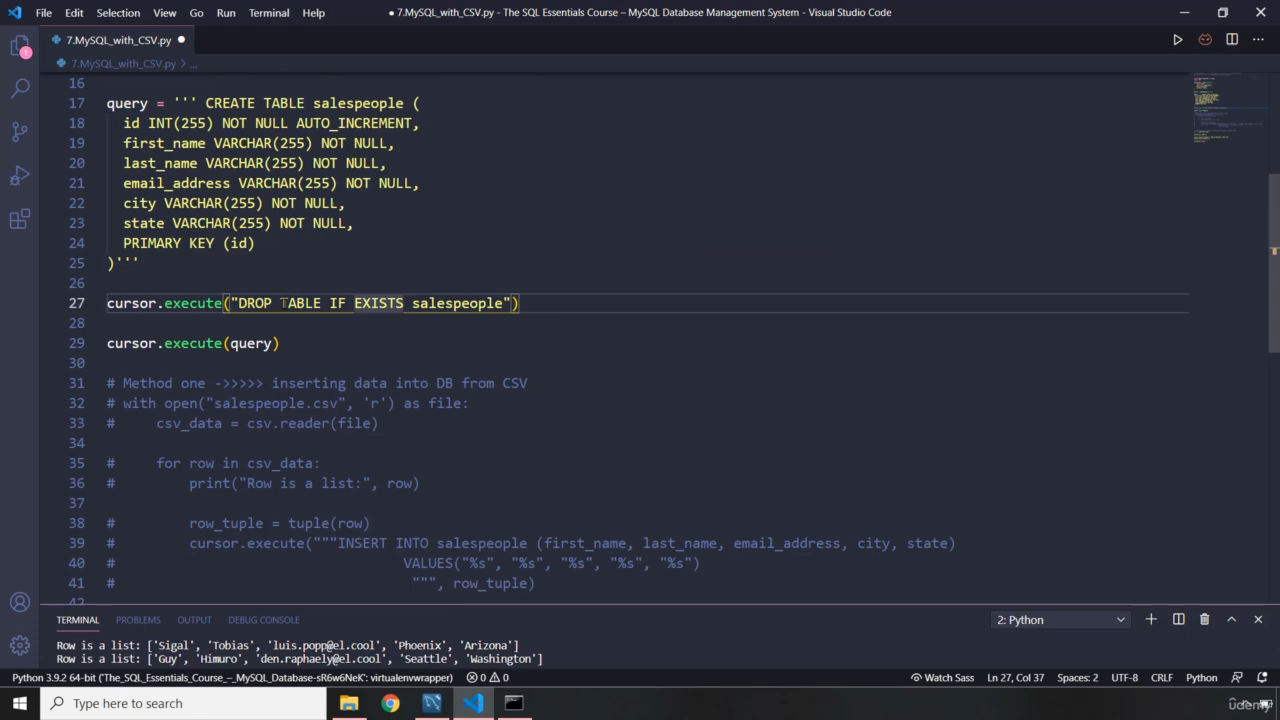 File Edit Selection View Go Run Terminal Help
● 7.MySQL_with_CSV.py - The SQL Essentials Course – MySQL Database Management System - Visual Studio Code
7.MySQL_with_CSV.py ●
7.MySQL_with_CSV.py > ...
1
16
17 query = ''' CREATE TABLE salespeople (
18 id INT(255) NOT NULL AUTO_INCREMENT,
19 first_name VARCHAR(255) NOT NULL,
20 last_name VARCHAR(255) NOT NULL,
21 email_address VARCHAR(255) NOT NULL,
22 city VARCHAR(255) NOT NULL,
23 state VARCHAR(255) NOT NULL,
24 PRIMARY KEY (id)
25 )'''
26
27 cursor.execute("DROP TABLE IF EXISTS salespeople")
28
29 cursor.execute(query)
30
31 # Method one ->>>>> inserting data into DB from CSV
32 # with open("salespeople.csv", 'r') as file:
33 # csv_data = csv.reader(file)
34
35 # for row in csv_data:
36 # print("Row is a list:", row)
37
38 # row_tuple = tuple(row)
39 # cursor.execute("""INSERT INTO salespeople (first_name, last_name, email_address, city, state)
40 # VALUES("%s", "%s", "%s", "%s", "%s")
41 # """, row_tuple)
42
TERMINAL PROBLEMS OUTPUT DEBUG CONSOLE 2: Python
Row is a list: ['Sigal', 'Tobias', 'luis.popp@el.cool', 'Phoenix', 'Arizona']
Row is a list: ['Guy', 'Himuro', 'den.raphaely@el.cool', 'Seattle', 'Washington']
Python 3.9.2 64-bit ('The_SQL_Essentials_Course_–_MySQL_Database-sR6w6NeK': virtualenvwrapper) 0 0 Watch Sass Ln 27, Col 37 Spaces: 2 UTF-8 CRLF Python
Type here to search
Udemy